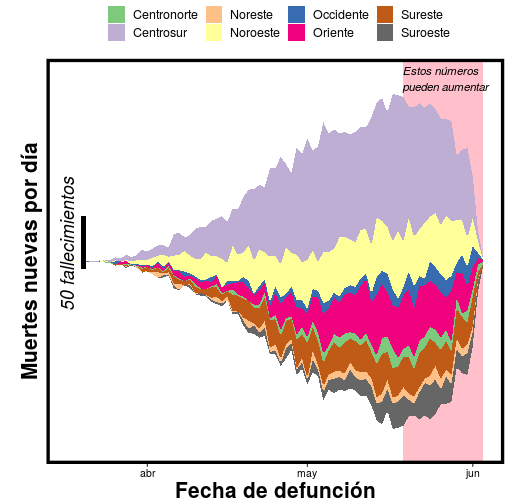 Centronorte Noreste Occidente Sureste
Centrosur Noroeste Oriente Suroeste
Estos números
pueden aumentar
Muertes nuevas por día
50 fallecimientos
abr may jun
Fecha de defunción